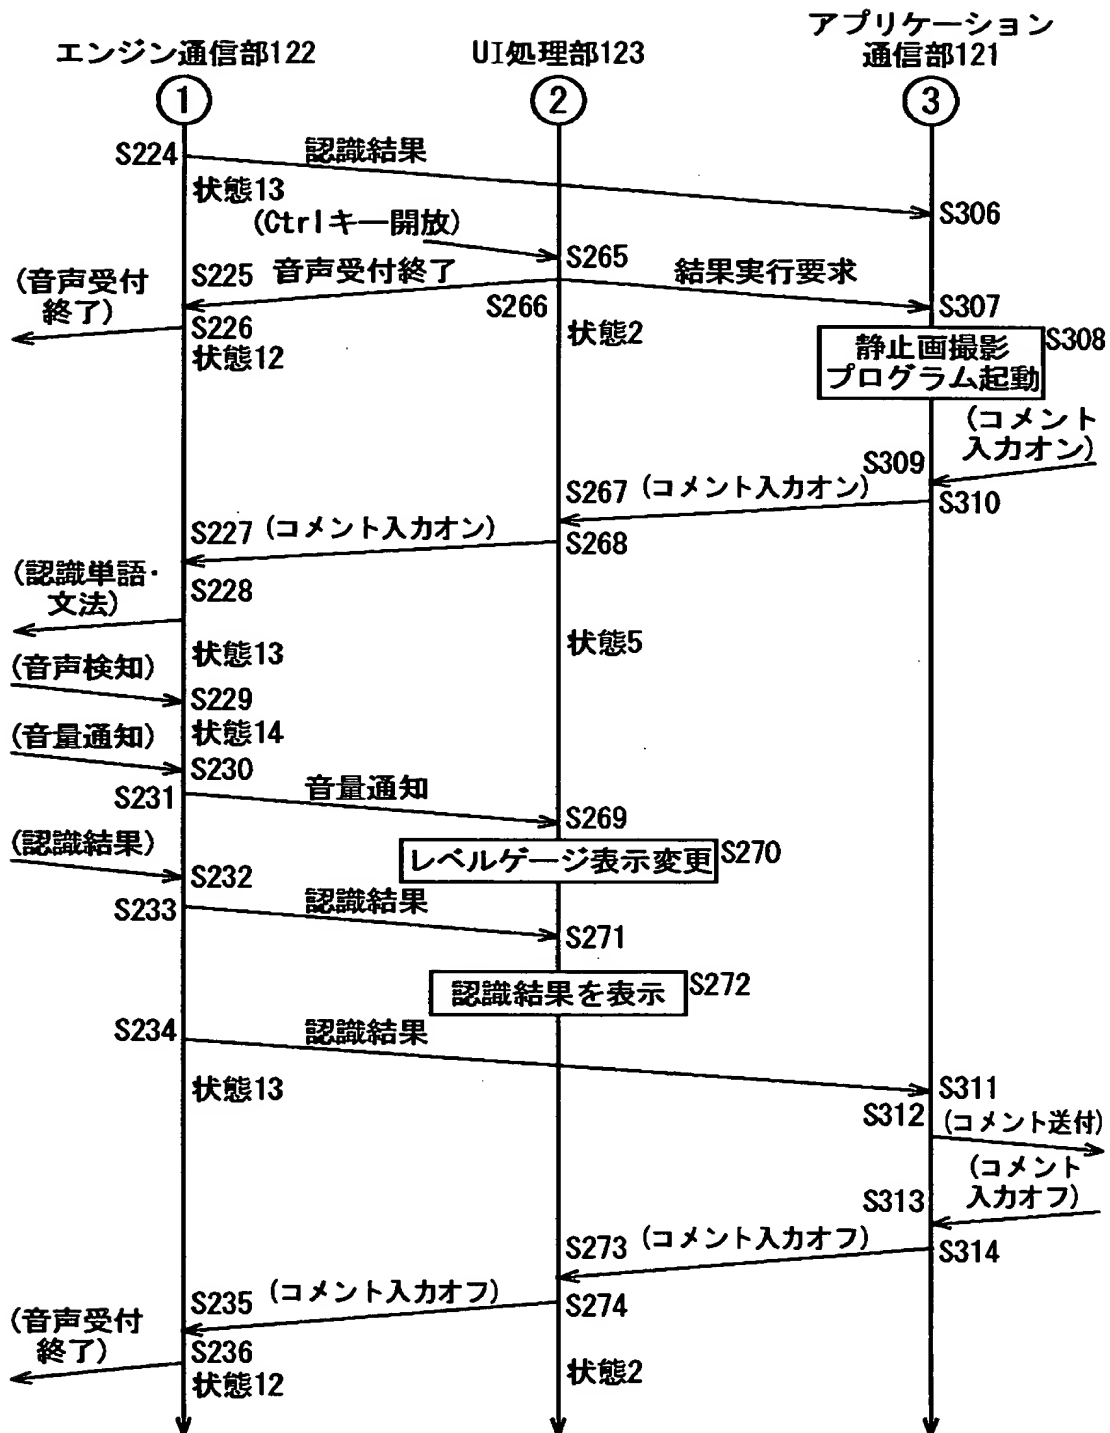 アプリケーション
エンジン通信部122
UI処理部123
通信部121
1
2
3
S224
認識結果
状態13
S306
(Ctrlキー開放)
S265
(音声受付
終了)
S225
音声受付終了
結果実行要求
S266
S307
S226
状態12
状態2
静止画撮影
プログラム起動
S308
(コメント
入力オン)
S309
S267
(コメント入力オン)
S310
S227
(コメント入力オン)
S268
(認識単語・
文法)
S228
状態13
状態5
(音声検知)
S229
状態14
(音量通知)
S230
S231
音量通知
S269
レベルゲージ表示変更
S270
(認識結果)
S232
S233
認識結果
S271
認識結果を表示
S272
S234
認識結果
状態13
S311
S312
(コメント送付)
(コメント
入力オフ)
S313
S273
(コメント入力オフ)
S314
S235
(コメント入力オフ)
S274
(音声受付
終了)
S236
状態12
状態2